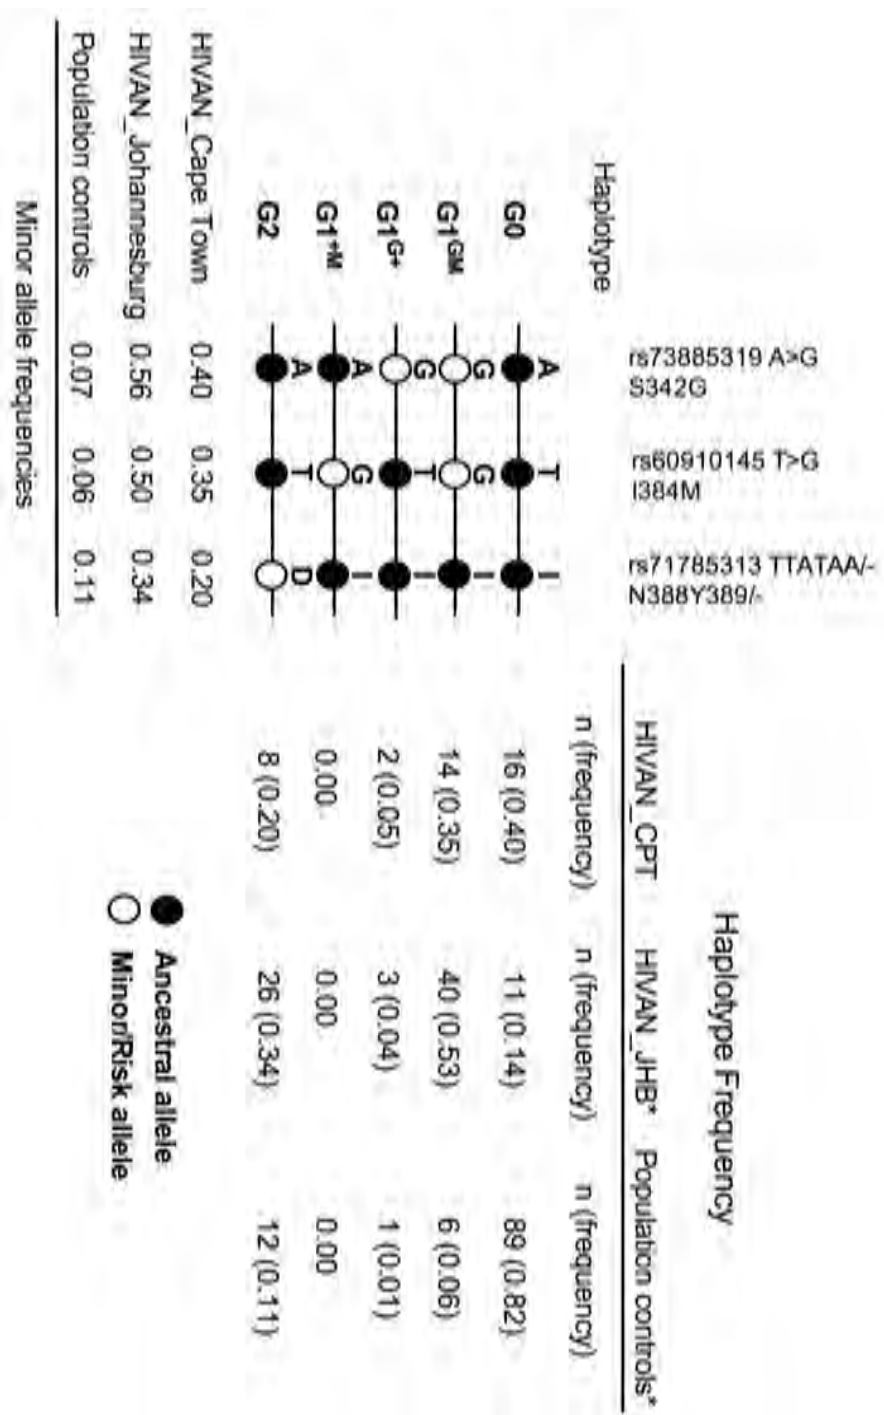 Haplotype Frequency
rs73885319 A>G rs60910145 T>G rs71785313 TTATAA/-
S342G I384M N388Y389/-
HIVAN_CPT HIVAN_JHB* Population controls*
Haplotype n (frequency) n (frequency) n (frequency)
A T I
G0 16 (0.40) 11 (0.14) 89 (0.82)
G G I
G1GM 14 (0.35) 40 (0.53) 6 (0.06)
G T I
G1G+ 2 (0.05) 3 (0.04) 1 (0.01)
A G I
G1+M 0.00 0.00 0.00
A T D
G2 8 (0.20) 26 (0.34) 12 (0.11)
HIVAN_Cape Town 0.40 0.35 0.20
HIVAN_Johannesburg 0.56 0.50 0.34
Population controls 0.07 0.06 0.11
Minor allele frequencies
Ancestral allele
Minor/Risk allele